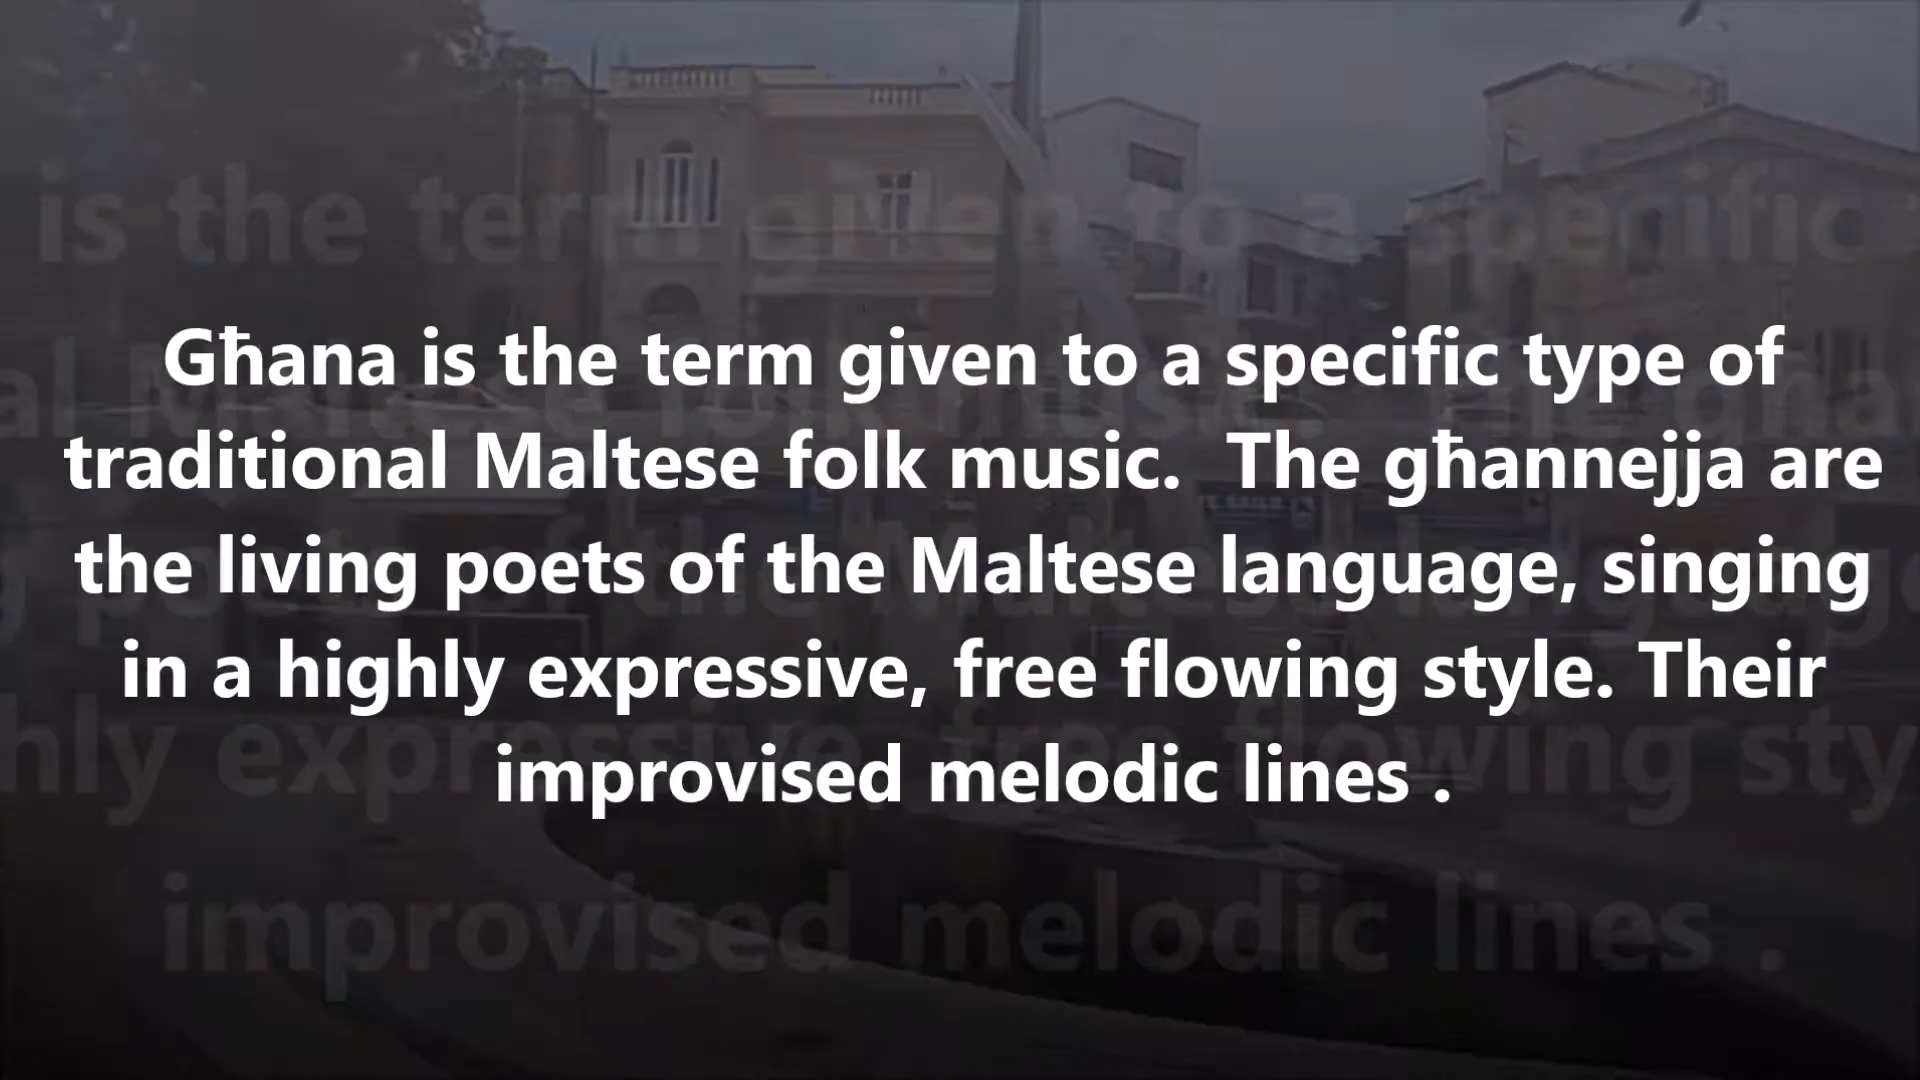 Għana is the term given to a specific type of
traditional Maltese folk music.  The għannejja are
the living poets of the Maltese language, singing
in a highly expressive, free flowing style. Their
improvised melodic lines .